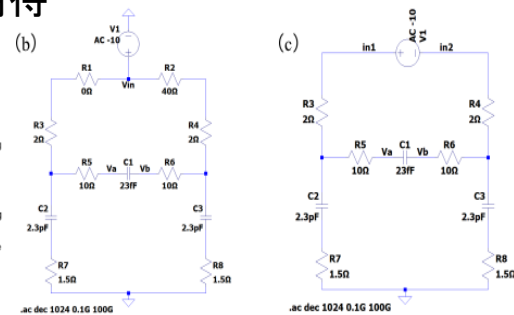 (b)
V1
AC -10
R1
0Ω
Vin
R2
40Ω
R3
2Ω
R4
2Ω
R5
10Ω
Va
C1
23fF
Vb
R6
10Ω
C2
2.3pF
C3
2.3pF
R7
1.5Ω
R8
1.5Ω
.ac dec 1024 0.1G 100G
(c)
AC -10
V1
in1
in2
R3
2Ω
R4
2Ω
R5
10Ω
Va
C1
23fF
Vb
R6
10Ω
C2
2.3pF
C3
2.3pF
R7
1.5Ω
R8
1.5Ω
.ac dec 1024 0.1G 100G